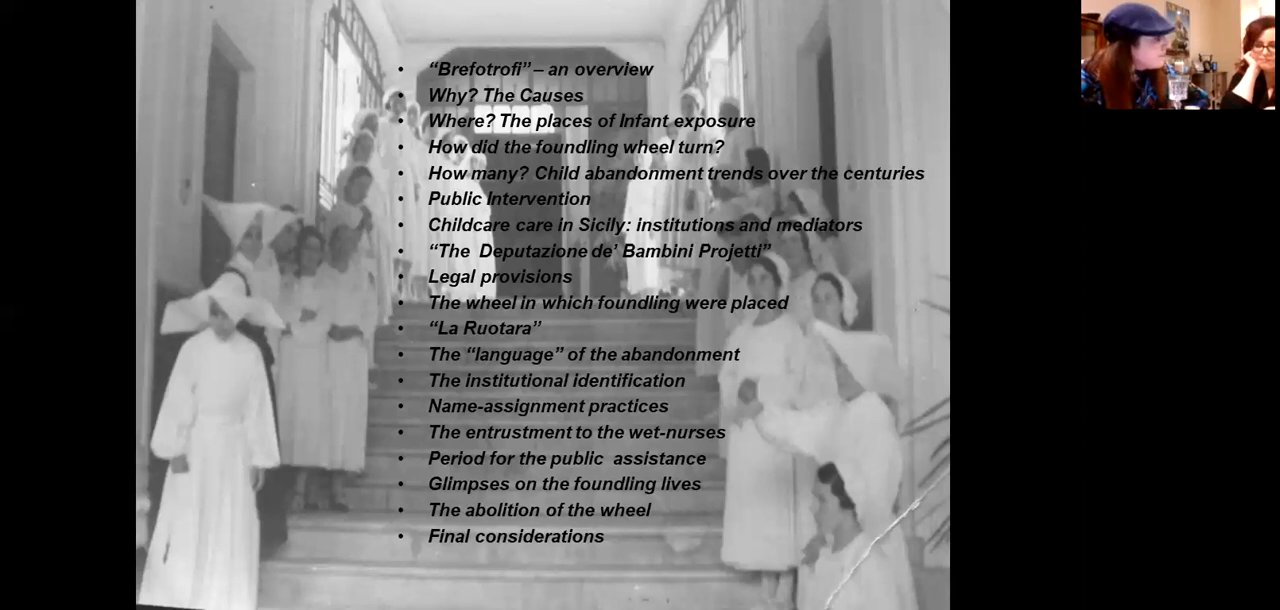 • “Brefotrofi” – an overview
• Why? The Causes
• Where? The places of Infant exposure
• How did the foundling wheel turn?
• How many? Child abandonment trends over the centuries
• Public Intervention
• Childcare care in Sicily: institutions and mediators
• “The Deputazione de’ Bambini Projetti”
• Legal provisions
• The wheel in which foundling were placed
• “La Ruotara”
• The “language” of the abandonment
• The institutional identification
• Name-assignment practices
• The entrustment to the wet-nurses
• Period for the public assistance
• Glimpses on the foundling lives
• The abolition of the wheel
• Final considerations